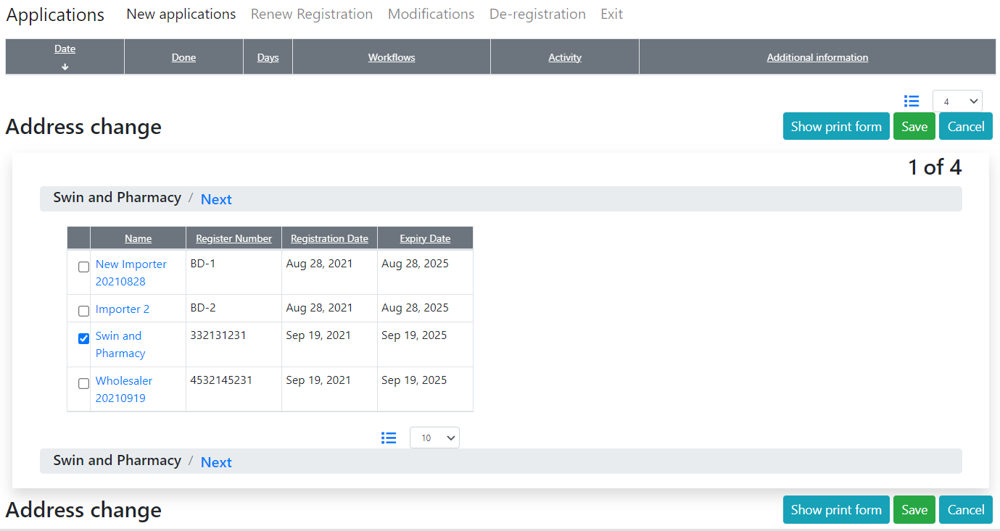 Applications New applications Renew Registration Modifications De-registration Exit
Date Done Days Workflows Activity Additional information
4
Address change Show print form Save Cancel
1 of 4
Swin and Pharmacy / Next
Name Register Number Registration Date Expiry Date
New Importer BD-1 Aug 28, 2021 Aug 28, 2025
20210828
Importer 2 BD-2 Aug 28, 2021 Aug 28, 2025
Swin and 332131231 Sep 19, 2021 Sep 19, 2025
Pharmacy
Wholesaler 4532145231 Sep 19, 2021 Sep 19, 2025
20210919
10
Swin and Pharmacy / Next
Address change Show print form Save Cancel